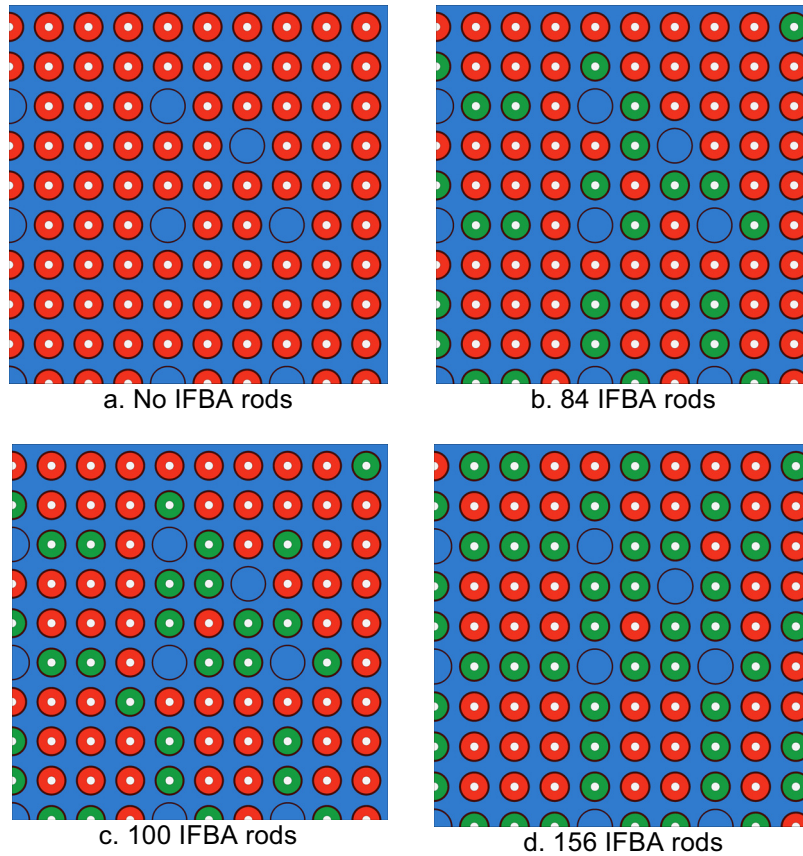 a. No IFBA rods
b. 84 IFBA rods
c. 100 IFBA rods
d. 156 IFBA rods